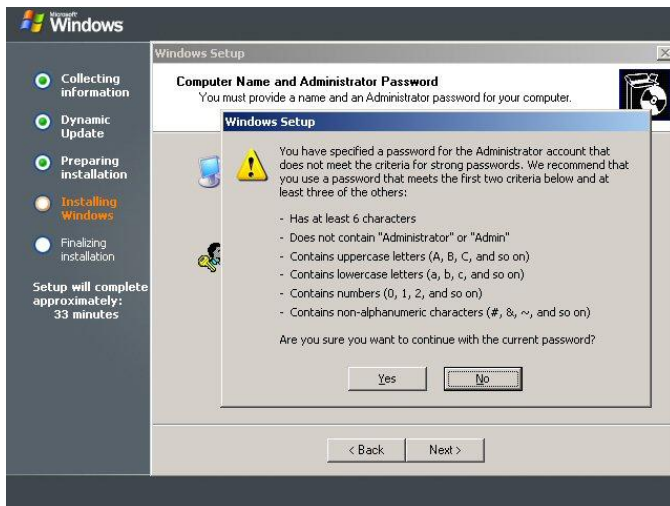 Microsoft
Windows
Collecting
information
Dynamic
Update
Preparing
installation
Installing
Windows
Finalizing
installation
Setup will complete
approximately:
33 minutes
Windows Setup
Computer Name and Administrator Password
You must provide a name and an Administrator password for your computer.
Windows Setup
You have specified a password for the Administrator account that
does not meet the criteria for strong passwords. We recommend that
you use a password that meets the first two criteria below and at
least three of the others:
- Has at least 6 characters
- Does not contain "Administrator" or "Admin"
- Contains uppercase letters (A, B, C, and so on)
- Contains lowercase letters (a, b, c, and so on)
- Contains numbers (0, 1, 2, and so on)
- Contains non-alphanumeric characters (#, &, ~, and so on)
Are you sure you want to continue with the current password?
Yes
No
< Back
Next >